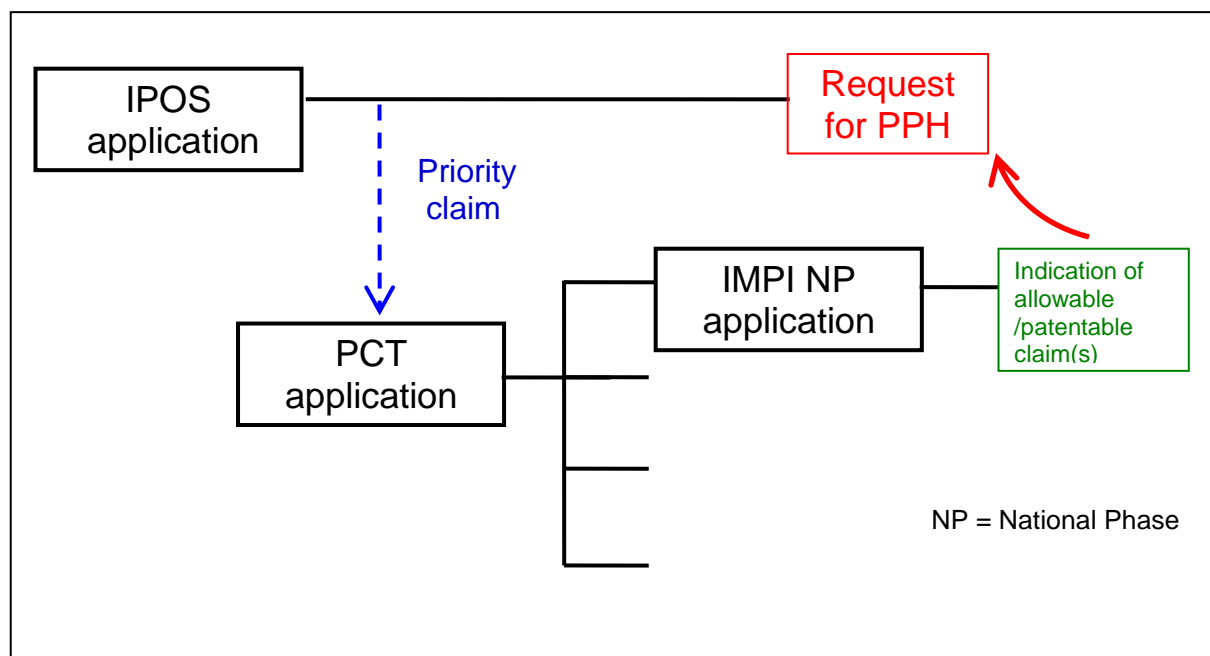 IPOS
application
Request
for PPH
Priority
claim
IMPI NP
application
Indication of
allowable
/patentable
claim(s)
PCT
application
NP = National Phase